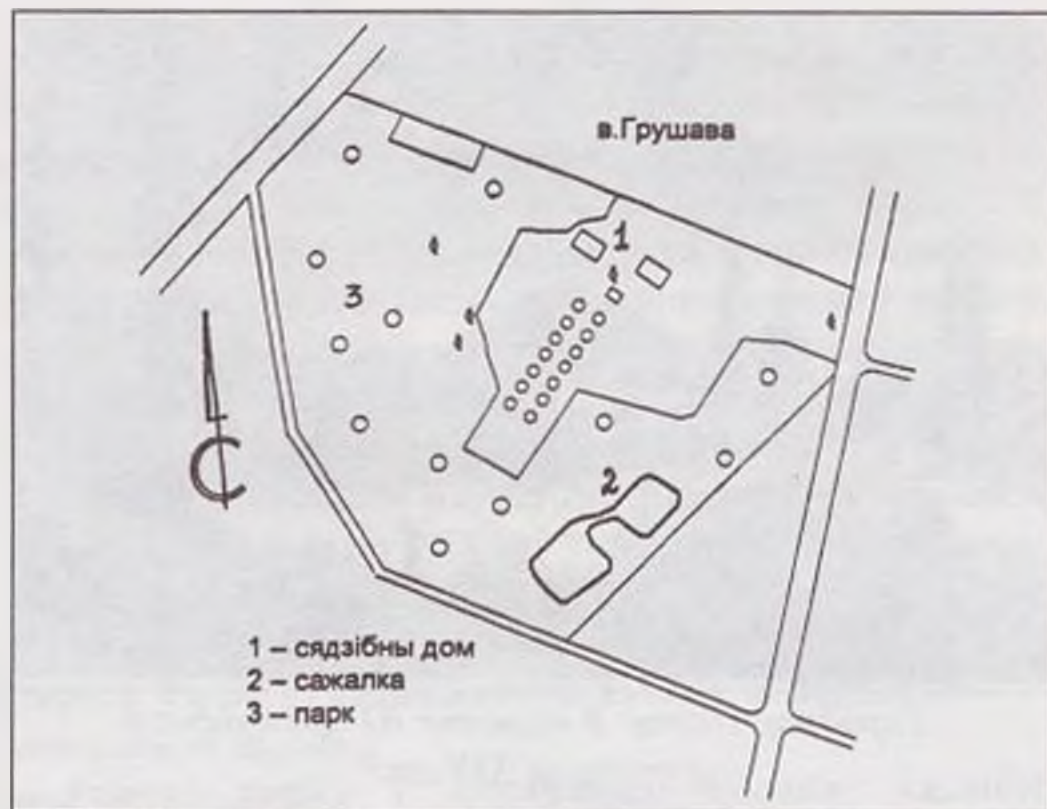 в.Грушава
1
3
2
С
1 – сядзібны дом
2 – сажалка
3 – парк